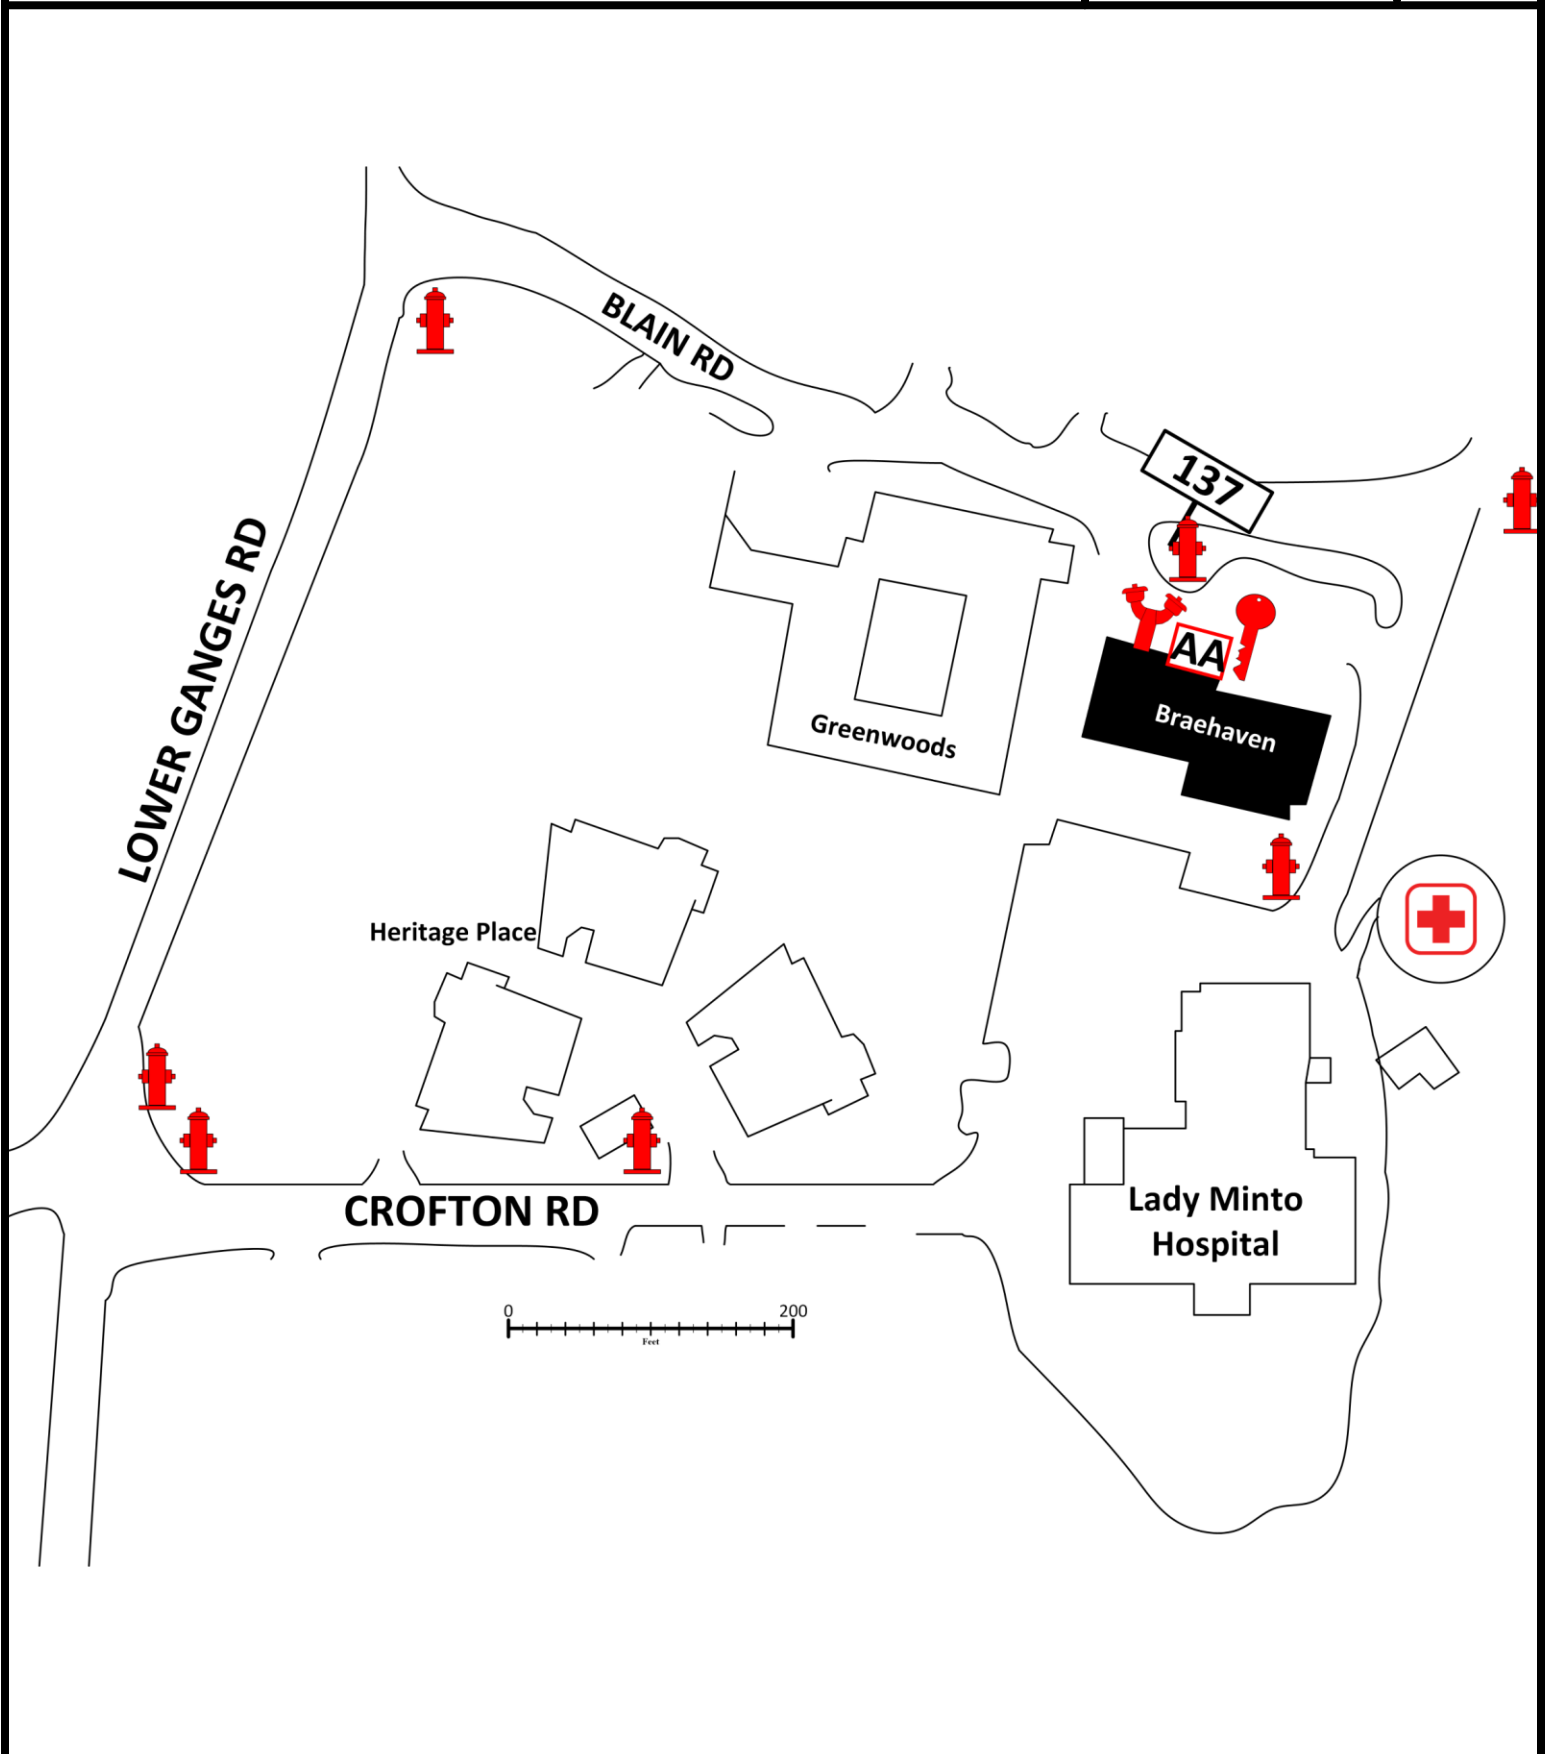 BLAIN RD
137
LOWER GANGES RD
AA
Braehaven
Greenwoods
Heritage Place
Lady Minto
Hospital
CROFTON RD
0 200
Feet